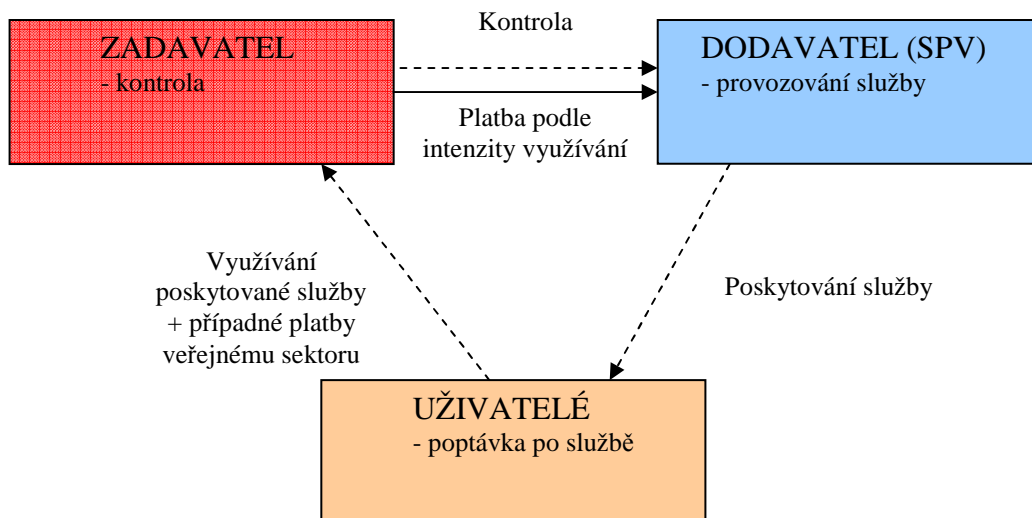 Kontrola
ZADAVATEL
- kontrola
DODAVATEL (SPV)
- provozování služby
Platba podle
intenzity využívání
Využívání
poskytované služby
+ případné platby
veřejnému sektoru
Poskytování služby
UŽIVATELÉ
- poptávka po službě